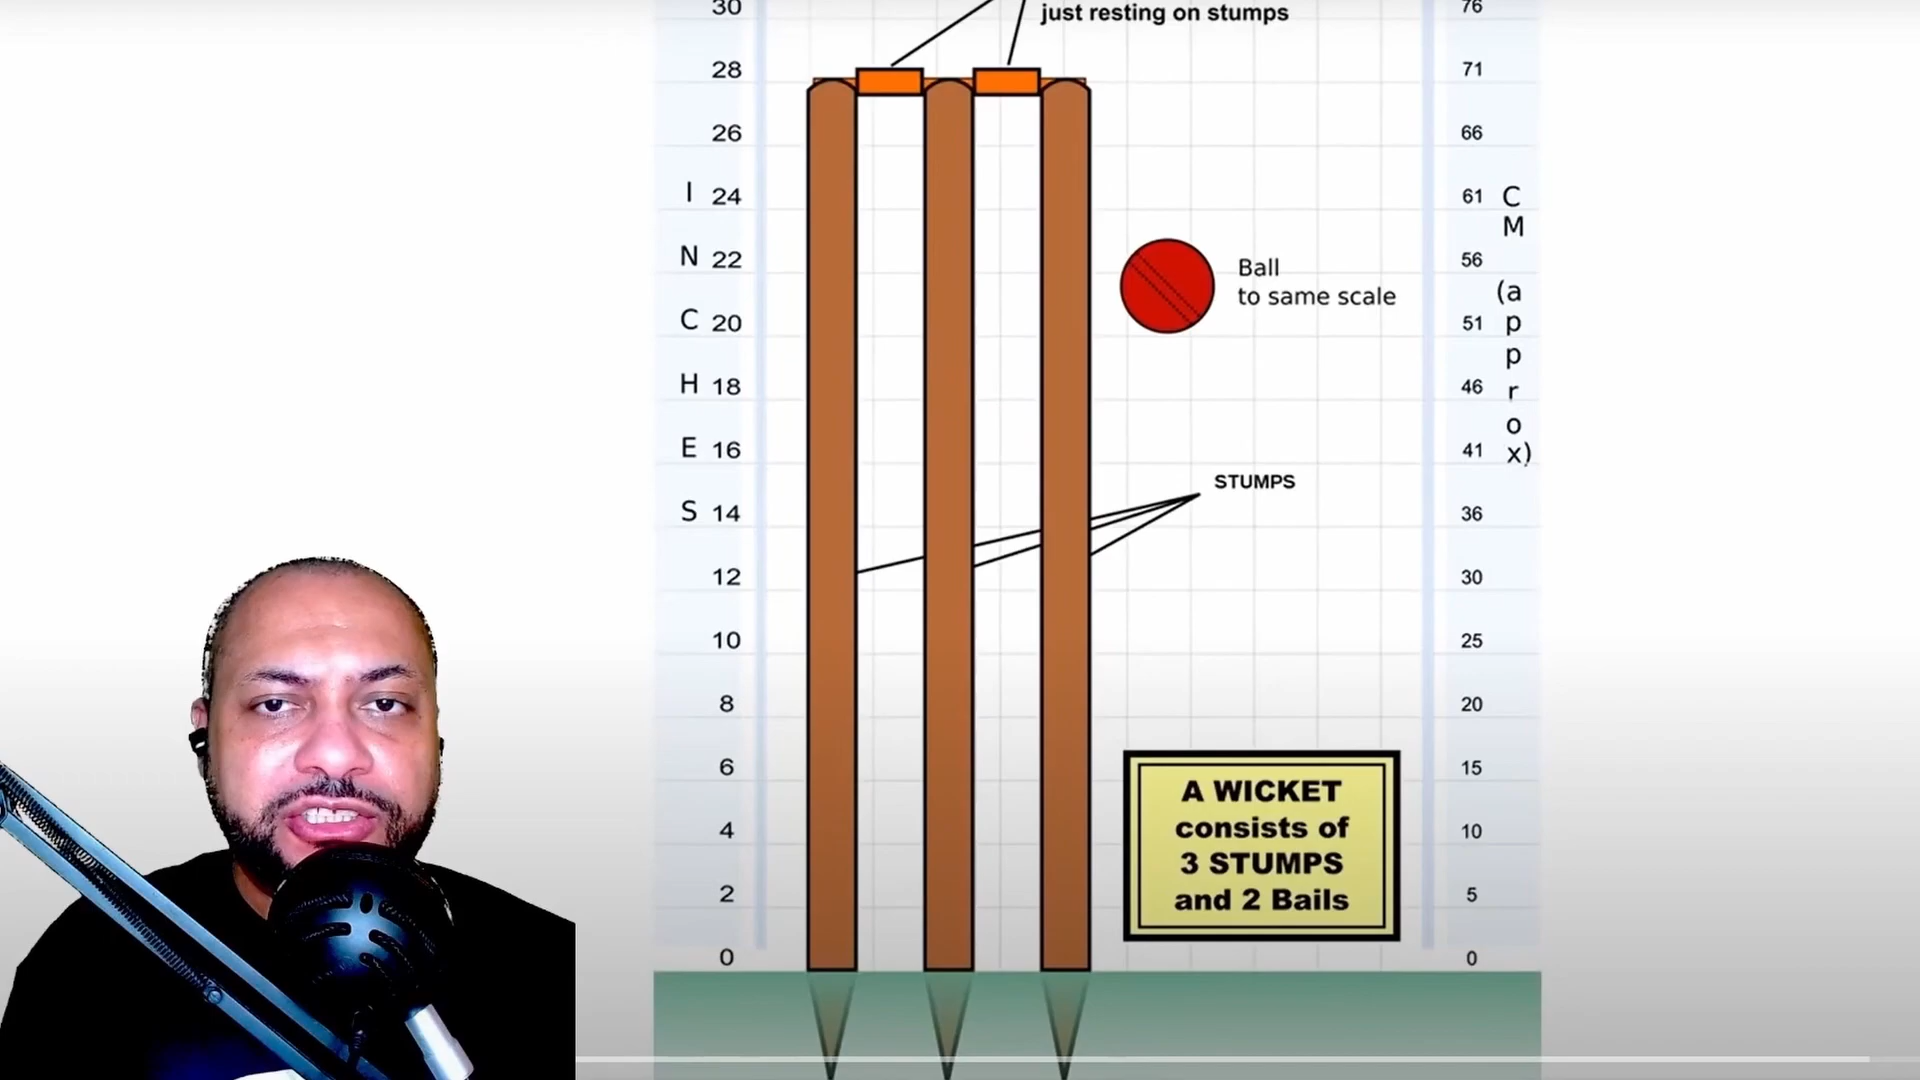 30
just resting on stumps
76
28
71
26
66
I 24
61 C
M
N 22
Ball
to same scale
56
(a
C 20
51 p
p
H 18
46 r
o
E 16
41 x)
STUMPS
S 14
36
12
30
10
25
8
20
6
15
A WICKET
consists of
3 STUMPS
and 2 Bails
4
10
2
5
0
0